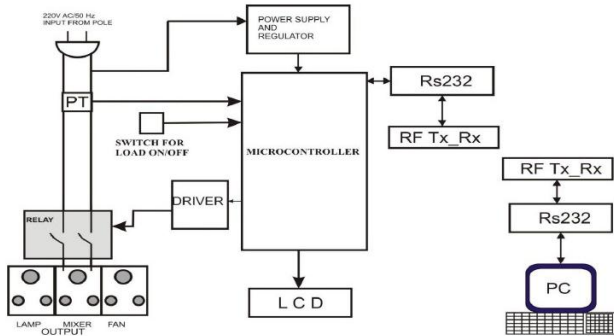 220V AC/50 Hz
INPUT FROM POLE
POWER SUPPLY
AND
REGULATOR
PT
Rs232
SWITCH FOR
LOAD ON/OFF
MICROCONTROLLER
RF Tx_Rx
RF Tx_Rx
DRIVER
RELAY
Rs232
LAMP MIXER FAN
OUTPUT
L C D
PC